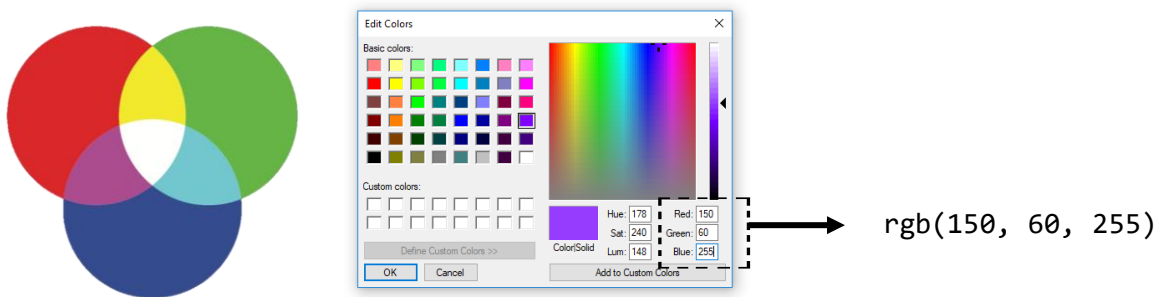 Edit Colors
Basic colors:
Custom colors:
Define Custom Colors >>
OK Cancel
Color|Solid
Hue: 178 Red: 150
Sat: 240 Green: 60
Lum: 148 Blue: 255
Add to Custom Colors
rgb(150, 60, 255)